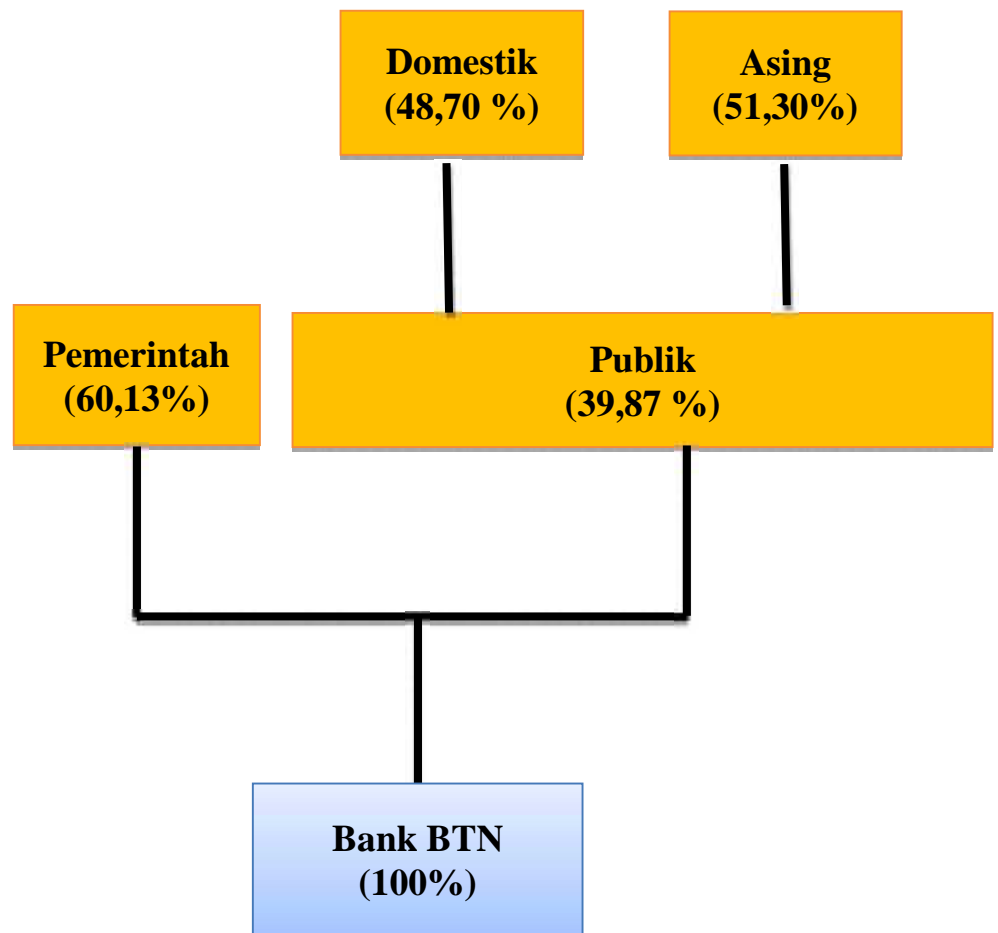 Domestik
(48,70 %)
Asing
(51,30%)
Pemerintah
(60,13%)
Publik
(39,87 %)
Bank BTN
(100%)